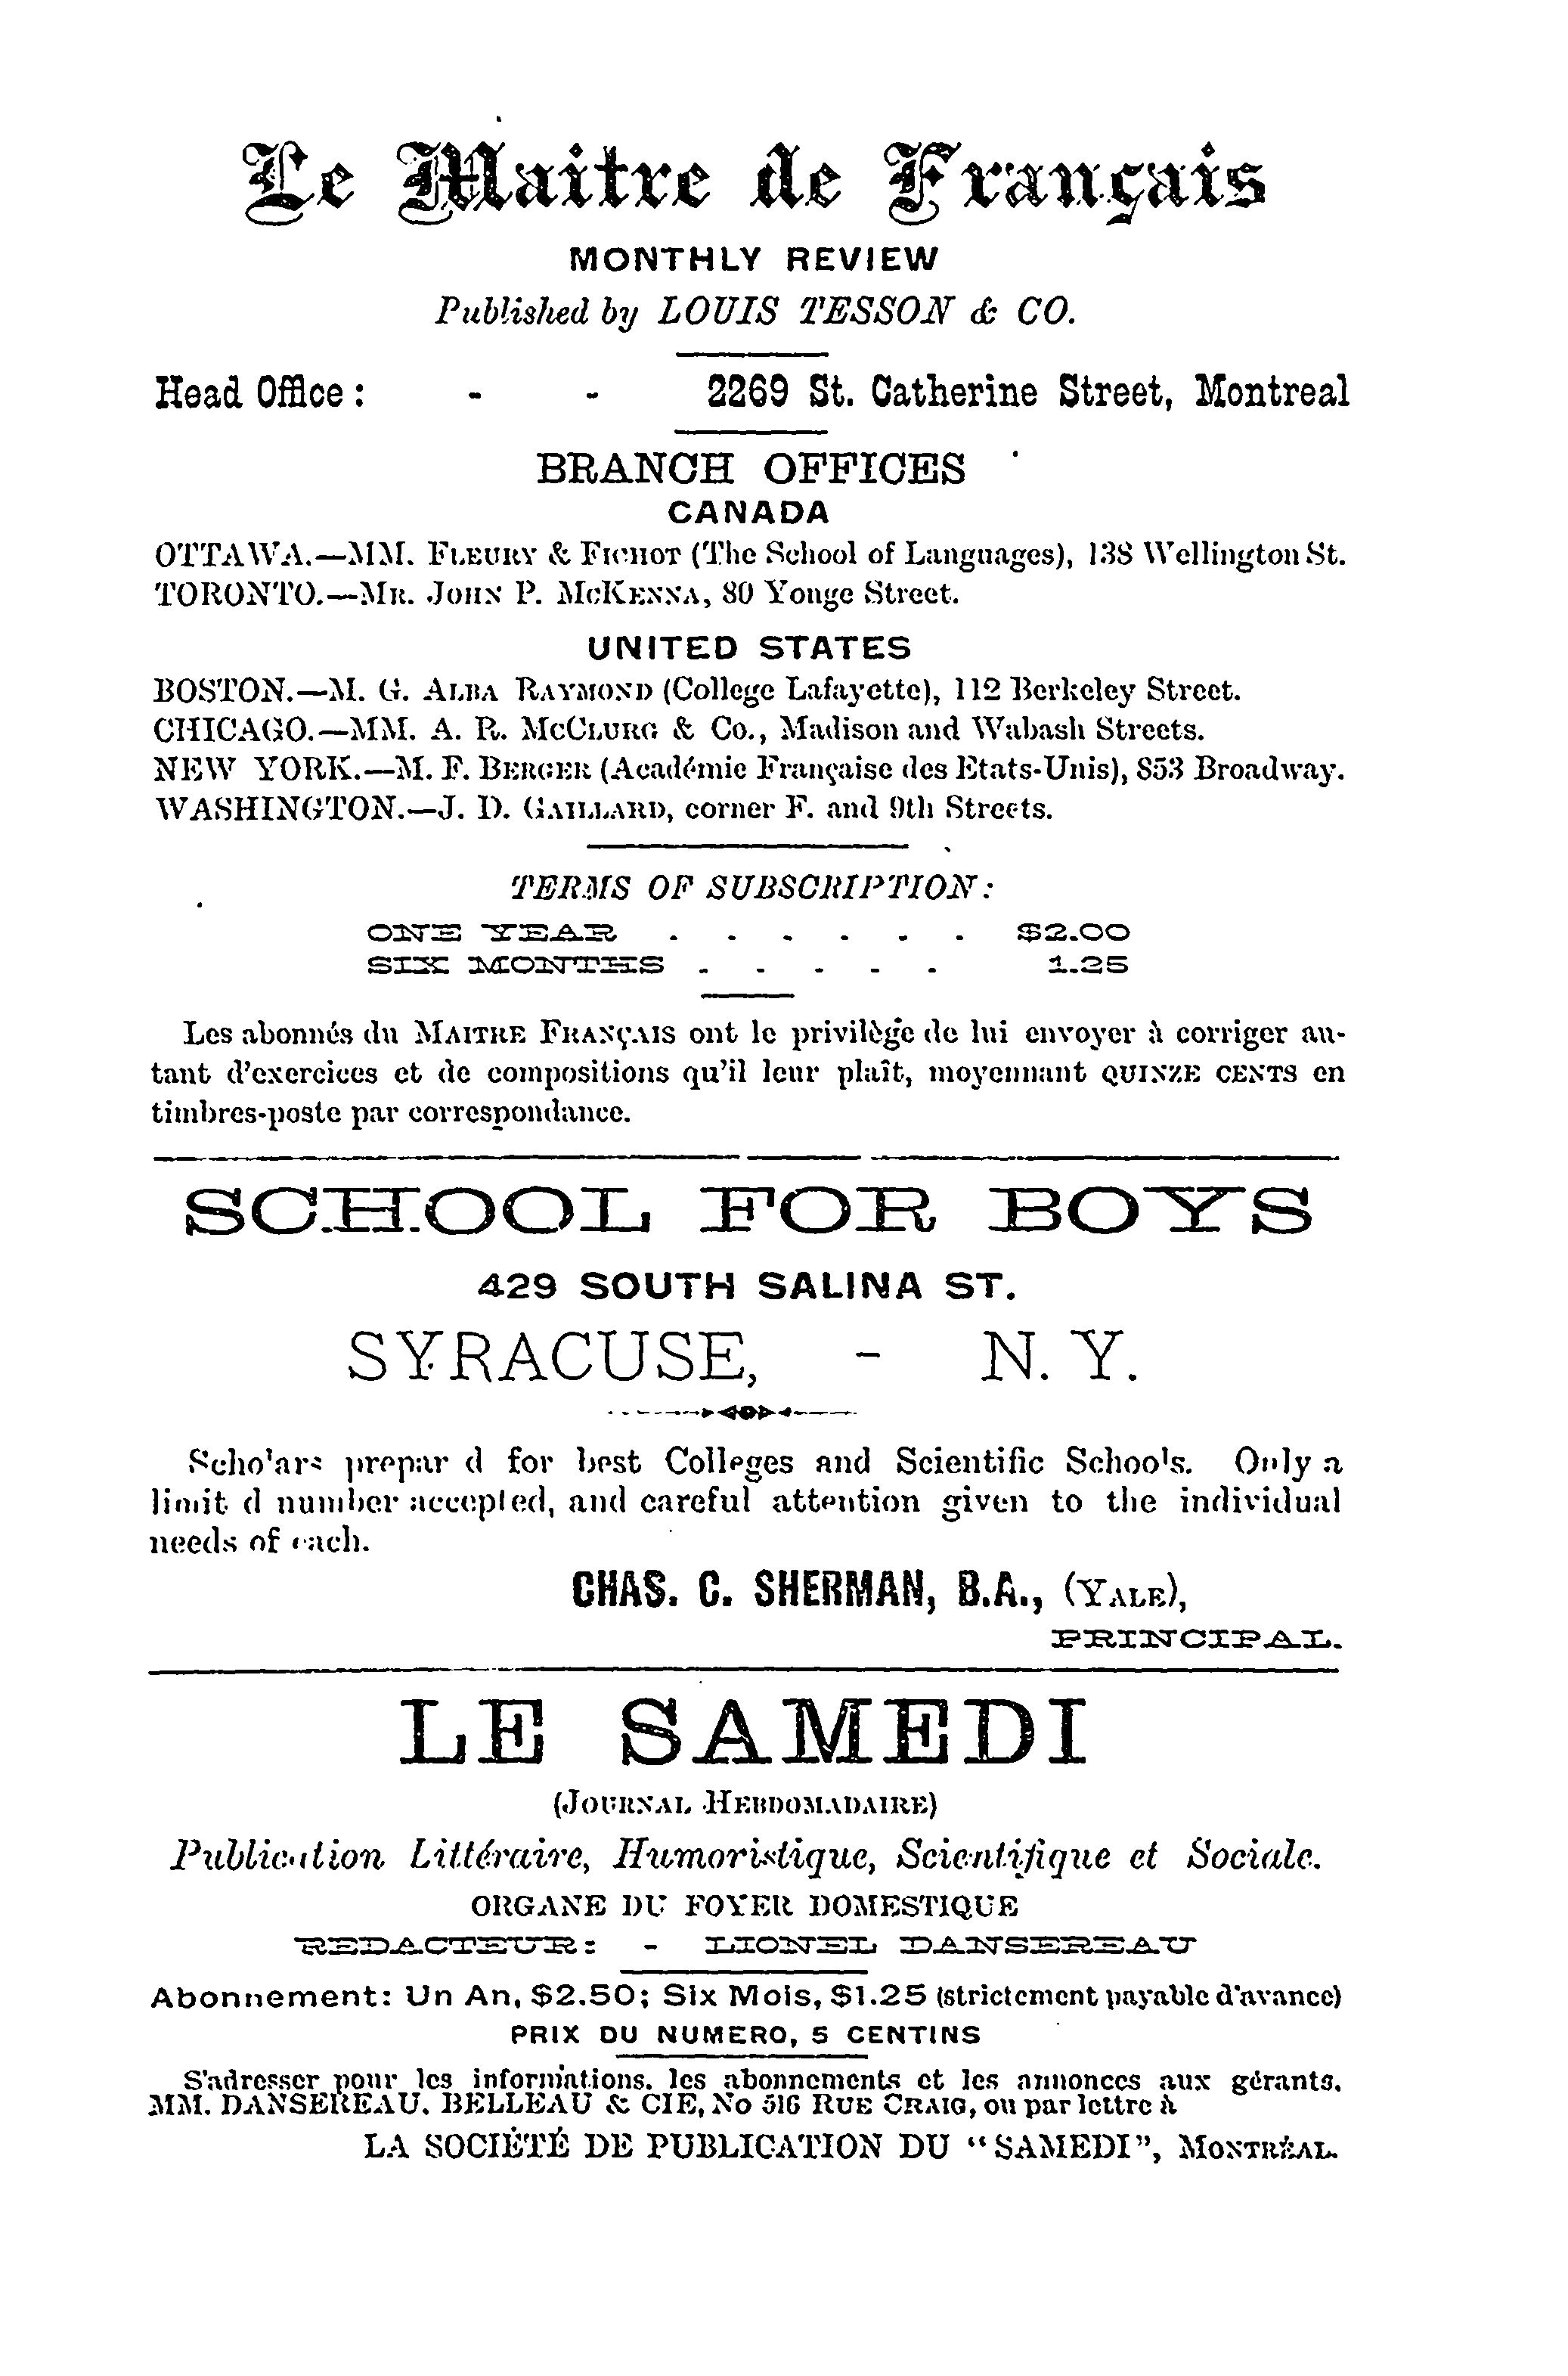 Le Maitre de Français
MONTHLY REVIEW
Published by LOUIS TESSON & CO.
Head Office : - - 2269 St. Catherine Street, Montreal
BRANCH OFFICES
CANADA
OTTAWA.—MM. FLEURY & FICHOT (The School of Languages), 138 Wellington St.
TORONTO.—MR. JOHN P. MCKENNA, 80 Yonge Street.
UNITED STATES
BOSTON.—M. G. ALBA RAYMOND (College Lafayette), 112 Berkeley Street.
CHICAGO.—MM. A. R. MCCLURG & Co., Madison and Wabash Streets.
NEW YORK.—M. F. BERGER (Académie Française des Etats-Unis), 853 Broadway.
WASHINGTON.—J. D. GAILLARD, corner F. and 9th Streets.
TERMS OF SUBSCRIPTION:
ONE YEAR . . . . . . $2.00
SIX MONTHS . . . . . 1.25
Les abonnés du MAITRE FRANÇAIS ont le privilège de lui envoyer à corriger au-
tant d'exercices et de compositions qu'il leur plaît, moyennant QUINZE CENTS en
timbres-poste par correspondance.
SCHOOL FOR BOYS
429 SOUTH SALINA ST.
SYRACUSE, - N. Y.
Scho'ars prepar d for best Colleges and Scientific Schoo's. Only a
limit d number accepted, and careful attention given to the individual
needs of each.
CHAS. C. SHERMAN, B.A., (YALE),
PRINCIPAL.
LE SAMEDI
(JOURNAL HEBDOMADAIRE)
Publication Littéraire, Humoristique, Scientifique et Sociale.
ORGANE DU FOYER DOMESTIQUE
REDACTEUR: - LIONEL DANSEREAU
Abonnement: Un An, $2.50; Six Mois, $1.25 (strictement payable d'avance)
PRIX DU NUMERO, 5 CENTINS
S'adresser pour les informations, les abonnements et les annonces aux gérants.
MM. DANSEREAU, BELLEAU & CIE, No 516 RUE CRAIG, ou par lettre à
LA SOCIÉTÉ DE PUBLICATION DU "SAMEDI", MONTRÉAL.